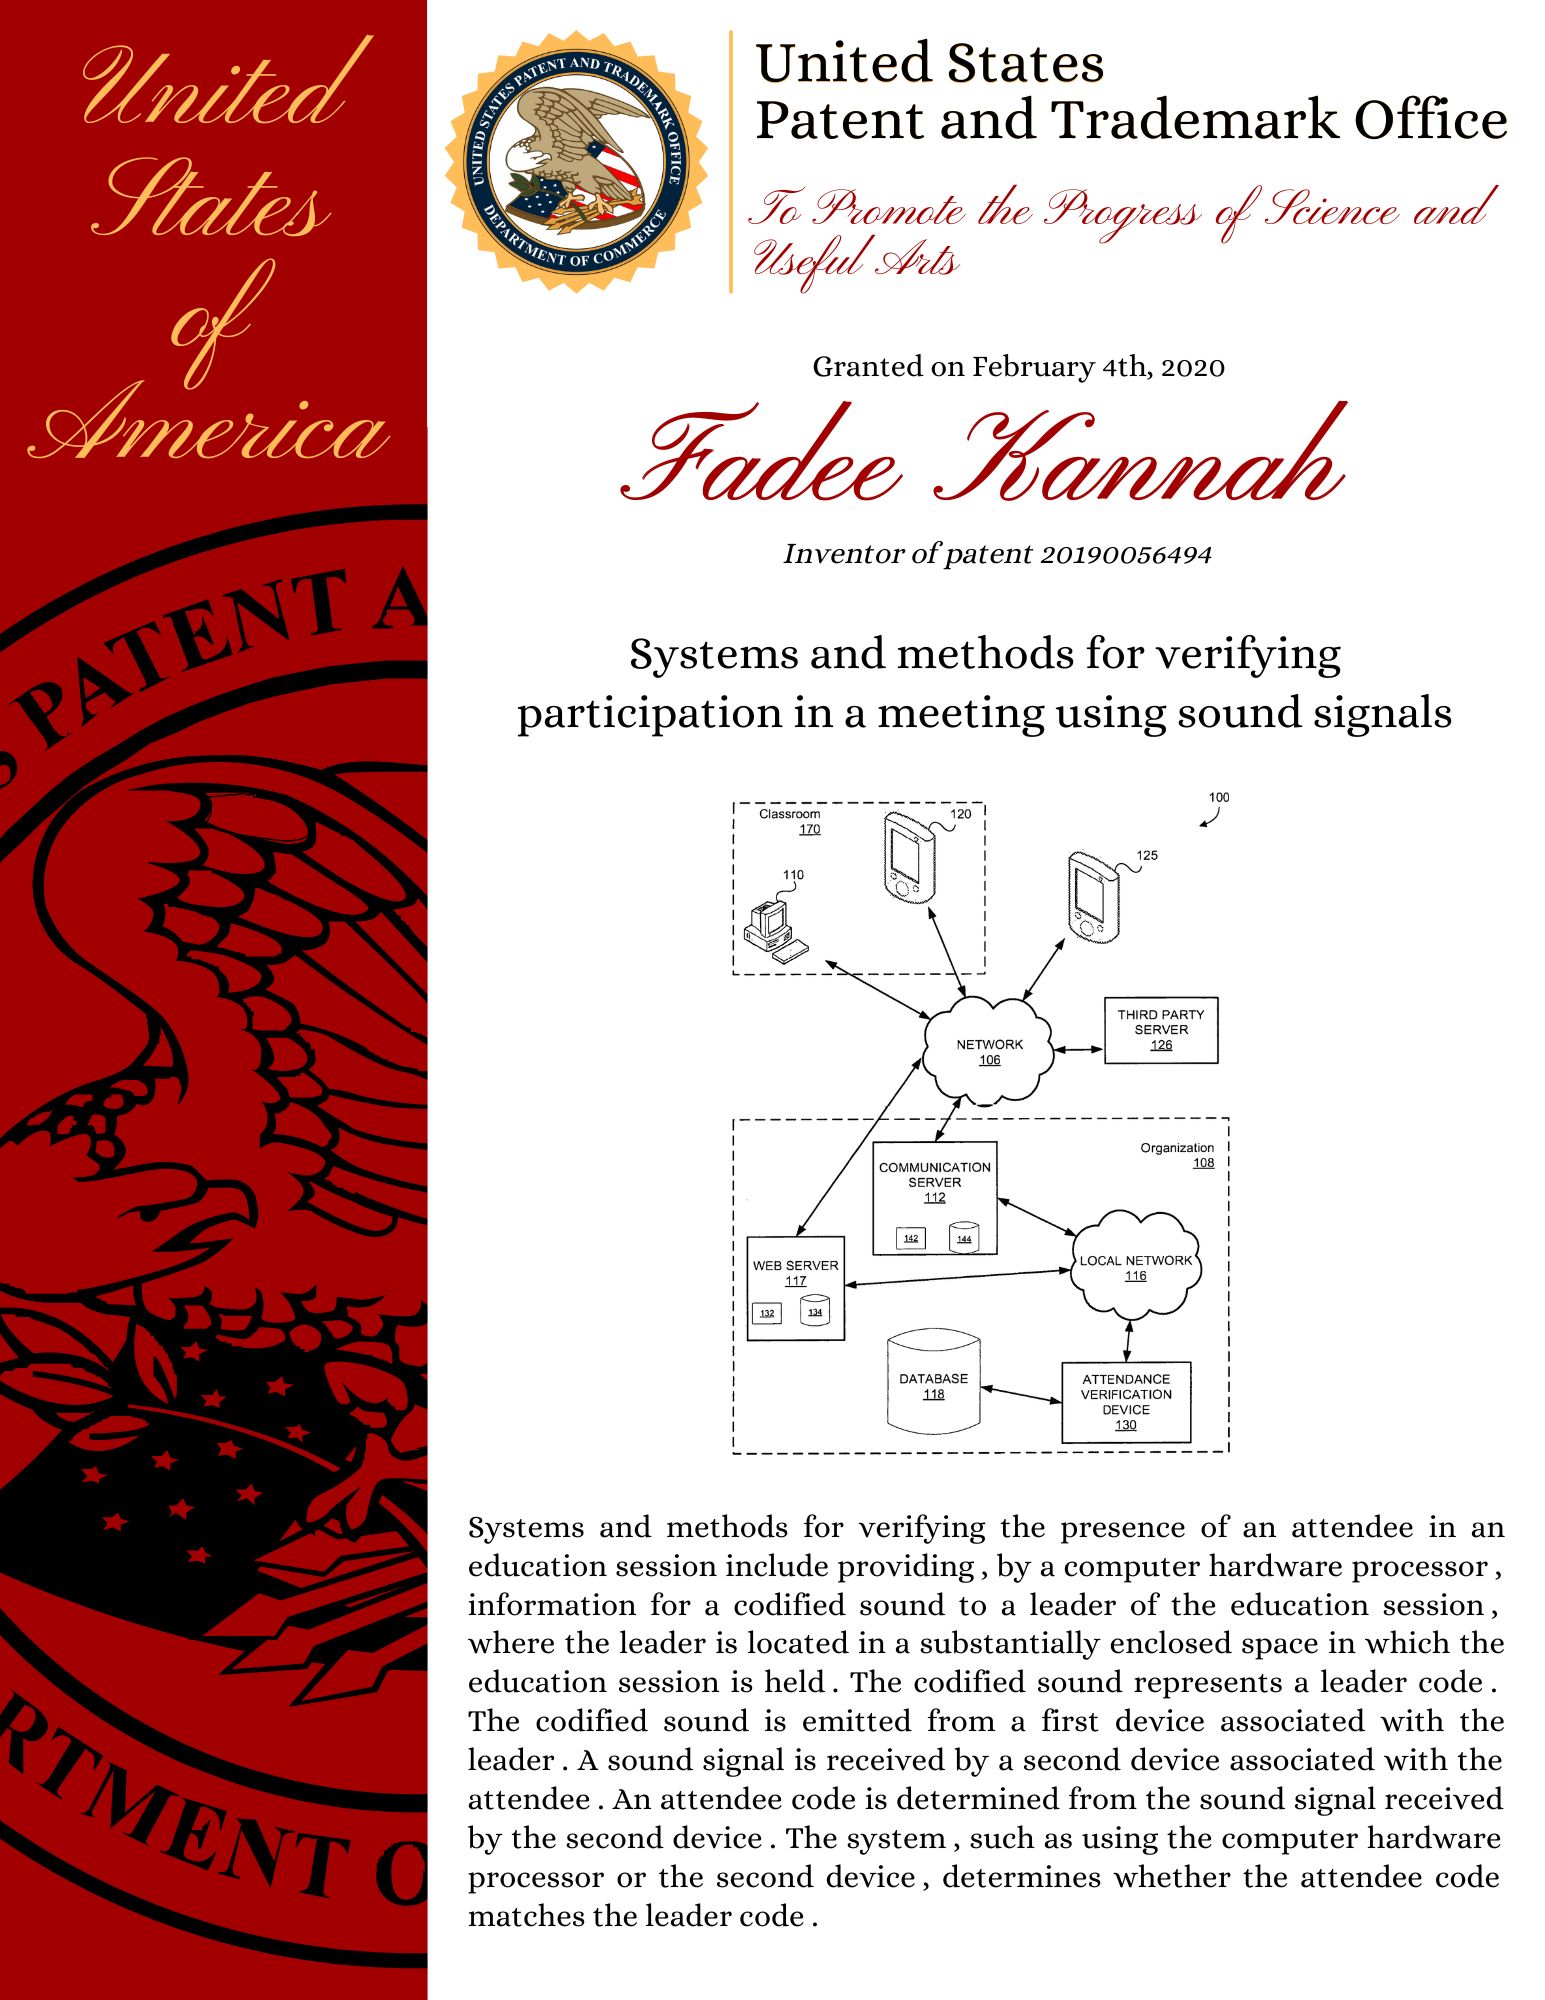 United
States
of
America
UNITED STATES PATENT AND TRADEMARK OFFICE
DEPARTMENT OF COMMERCE
United States
Patent and Trademark Office
To Promote the Progress of Science and
Useful Arts
Granted on February 4th, 2020
Fadee Kannah
Inventor of patent 20190056494
Systems and methods for verifying
participation in a meeting using sound signals
100
Classroom
170
120
125
110
THIRD PARTY
SERVER
126
NETWORK
106
Organization
108
COMMUNICATION
SERVER
112
142
144
WEB SERVER
117
132
134
LOCAL NETWORK
116
DATABASE
118
ATTENDANCE
VERIFICATION
DEVICE
130
S PATENT A
RTMENT O
Systems and methods for verifying the presence of an attendee in an
education session include providing , by a computer hardware processor ,
information for a codified sound to a leader of the education session ,
where the leader is located in a substantially enclosed space in which the
education session is held . The codified sound represents a leader code .
The codified sound is emitted from a first device associated with the
leader . A sound signal is received by a second device associated with the
attendee . An attendee code is determined from the sound signal received
by the second device . The system , such as using the computer hardware
processor or the second device , determines whether the attendee code
matches the leader code .